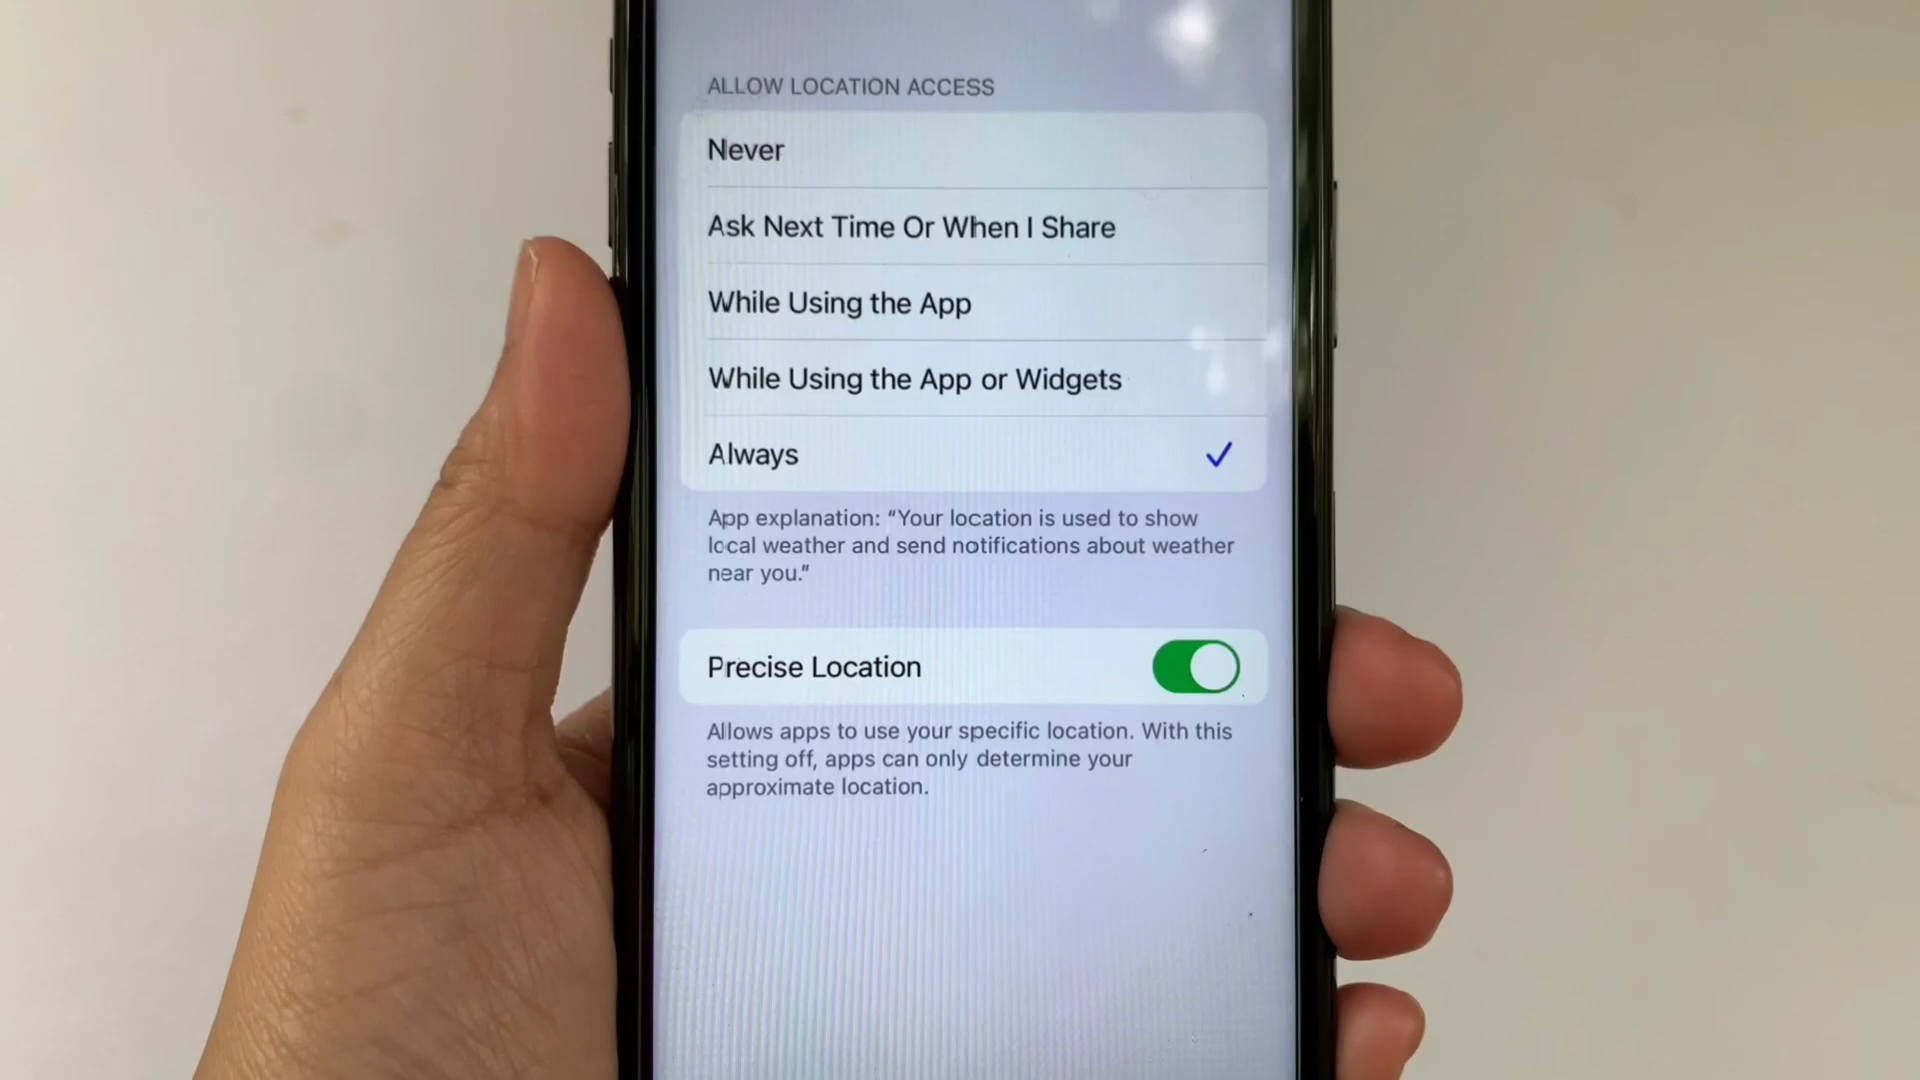 ALLOW LOCATION ACCESS
Never
Ask Next Time Or When I Share
While Using the App
While Using the App or Widgets
Always
App explanation: “Your location is used to show
local weather and send notifications about weather
near you.”
Precise Location
Allows apps to use your specific location. With this
setting off, apps can only determine your
approximate location.